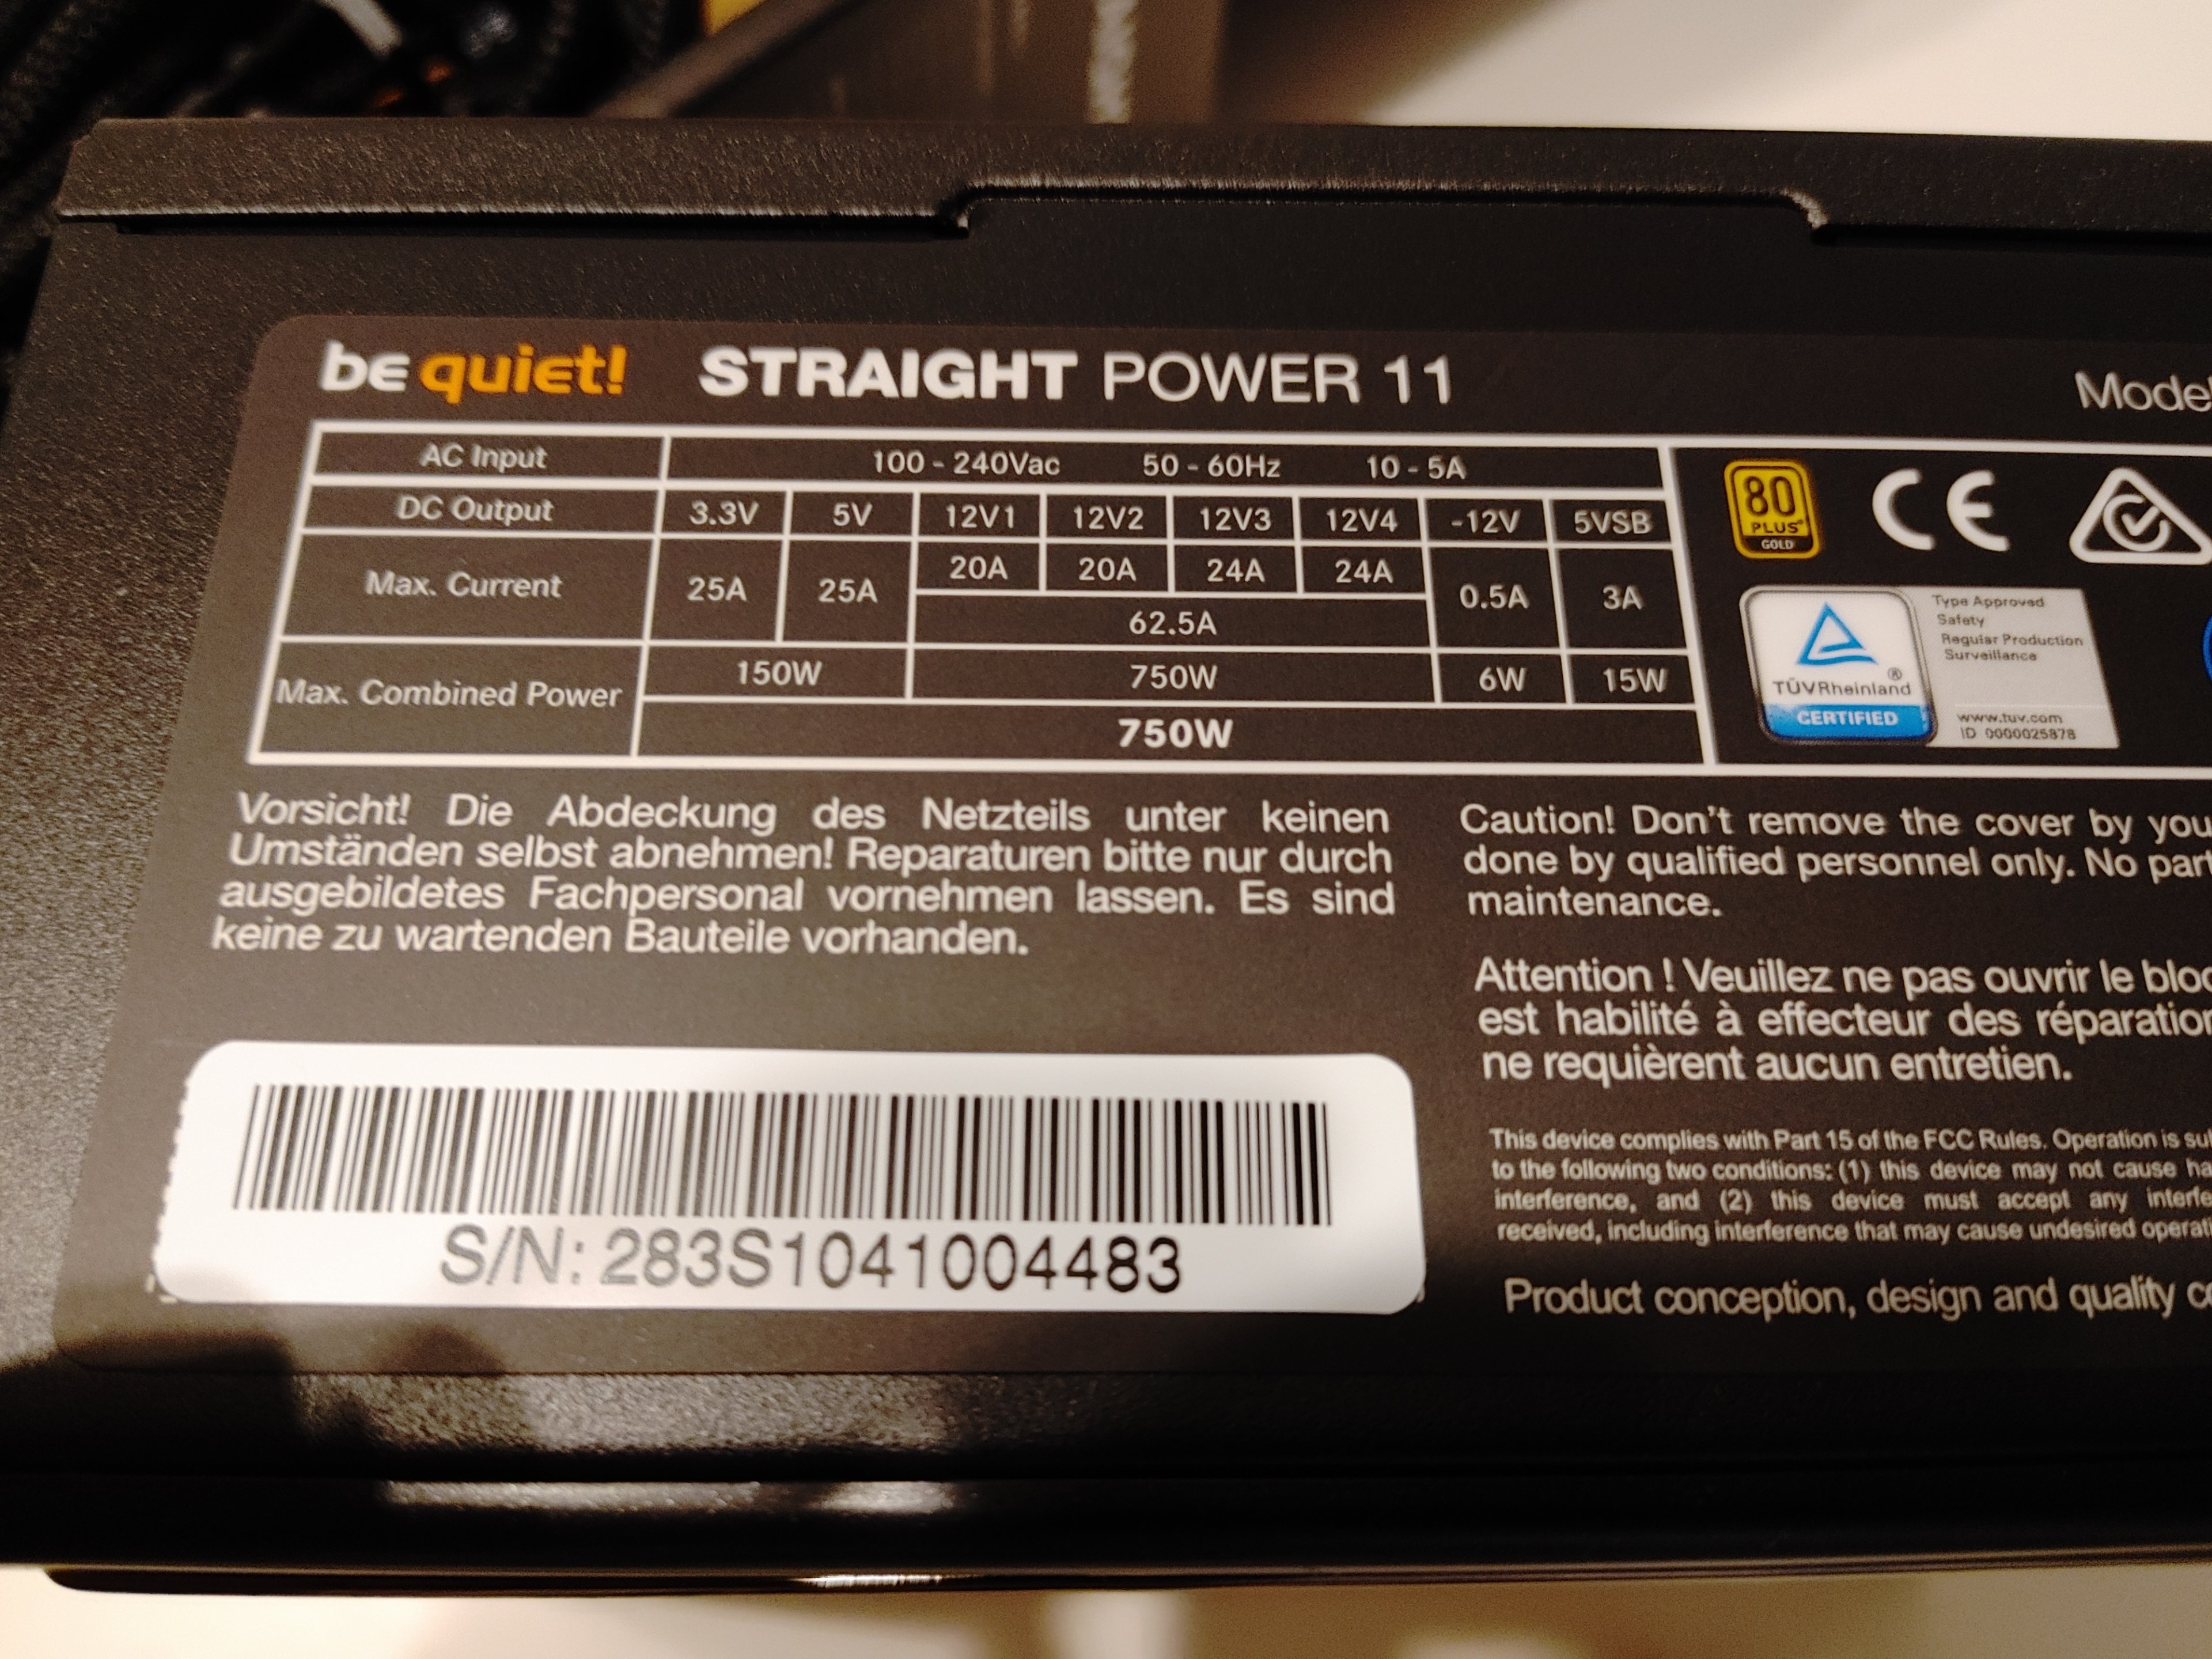 be quiet! STRAIGHT POWER 11
AC Input 100 - 240Vac 50 - 60Hz 10 - 5A
DC Output 3.3V 5V 12V1 12V2 12V3 12V4 -12V 5VSB
Max. Current 25A 25A 20A 20A 24A 24A 0.5A 3A
62.5A
Max. Combined Power 150W 750W 6W 15W
750W
80
PLUS®
GOLD
CE
TÜVRheinland®
CERTIFIED
Type Approved
Safety
Regular Production
Surveillance
www.tuv.com
ID 0000025878
Vorsicht! Die Abdeckung des Netzteils unter keinen
Umständen selbst abnehmen! Reparaturen bitte nur durch
ausgebildetes Fachpersonal vornehmen lassen. Es sind
keine zu wartenden Bauteile vorhanden.
S/N: 283S1041004483
Caution! Don't remove the cover by
done by qualified personnel only. No
maintenance.
Attention ! Veuillez ne pas ouvrir le
est habilité à effecteur des
ne requièrent aucun entretien.
This device complies with Part 15 of the FCC Rules. Operation is
to the following two conditions: (1) this device may not cause
interference, and (2) this device must accept any
received, including interference that may cause undesired
Product conception, design and quality